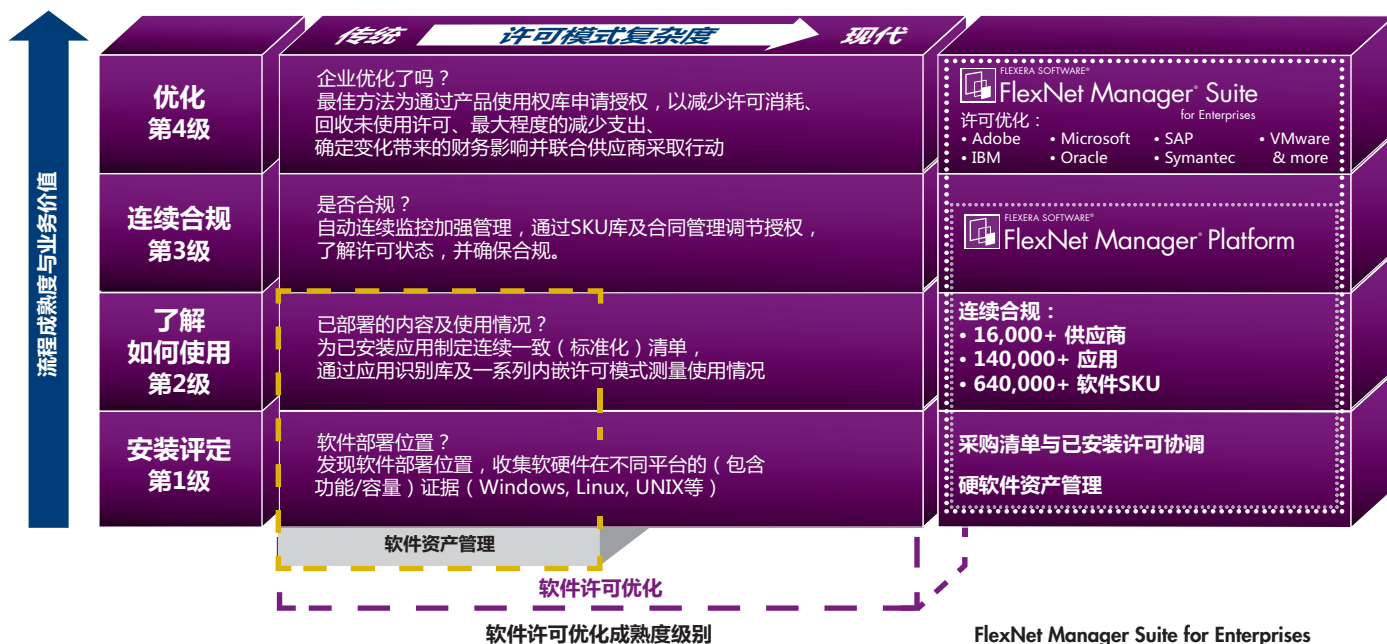 传统 许可模式复杂度 现代
流程成熟度与业务价值
优化
第4级
企业优化了吗？
最佳方法为通过产品使用权库申请授权，以减少许可消耗、
回收未使用许可、最大程度的减少支出、
确定变化带来的财务影响并联合供应商采取行动
FLEXERA SOFTWARE®
FlexNet Manager® Suite
for Enterprises
许可优化：
• Adobe • Microsoft • SAP • VMware
• IBM • Oracle • Symantec & more
连续合规
第3级
是否合规？
自动连续监控加强管理，通过SKU库及合同管理调节授权，
了解许可状态，并确保合规。
FLEXERA SOFTWARE®
FlexNet Manager® Platform
了解
如何使用
第2级
已部署的内容及使用情况？
为已安装应用制定连续一致（标准化）清单，
通过应用识别库及一系列内嵌许可模式测量使用情况
连续合规：
• 16,000+ 供应商
• 140,000+ 应用
• 640,000+ 软件SKU
安装评定
第1级
软件部署位置？
发现软件部署位置，收集软硬件在不同平台的（包含
功能/容量）证据（Windows, Linux, UNIX等）
采购清单与已安装许可协调
硬软件资产管理
软件资产管理
软件许可优化
软件许可优化成熟度级别
FlexNet Manager Suite for Enterprises